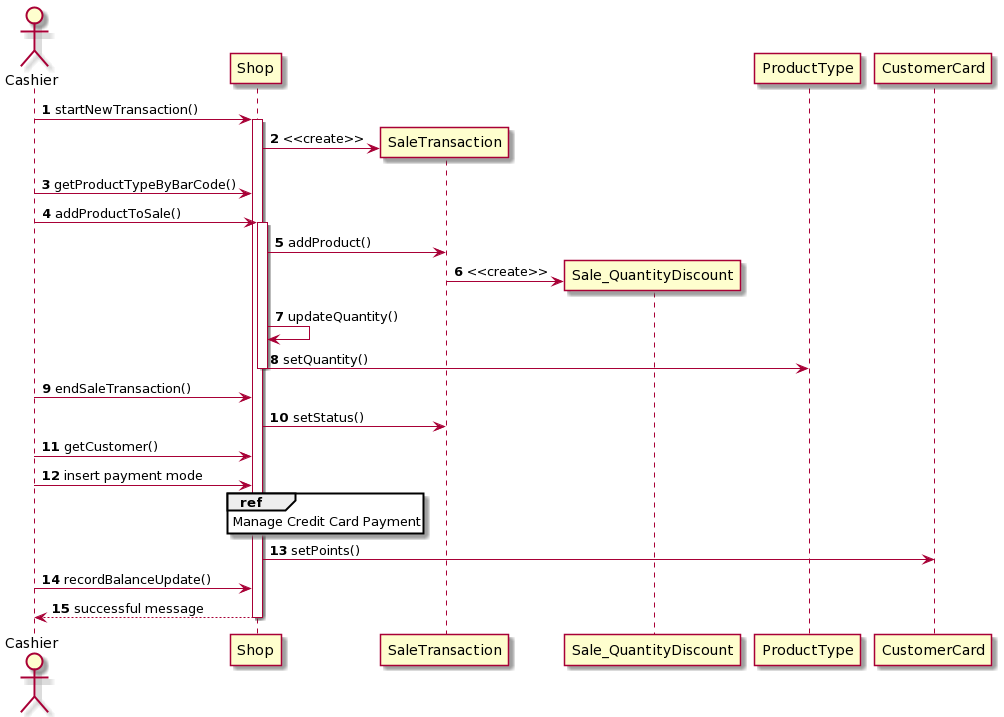 Cashier
Shop
ProductType
CustomerCard
1 startNewTransaction()
2 <<create>>
SaleTransaction
3 getProductTypeByBarCode()
4 addProductToSale()
5 addProduct()
6 <<create>>
Sale_QuantityDiscount
7 updateQuantity()
8 setQuantity()
9 endSaleTransaction()
10 setStatus()
11 getCustomer()
12 insert payment mode
ref
Manage Credit Card Payment
13 setPoints()
14 recordBalanceUpdate()
15 successful message
Cashier
Shop
SaleTransaction
Sale_QuantityDiscount
ProductType
CustomerCard